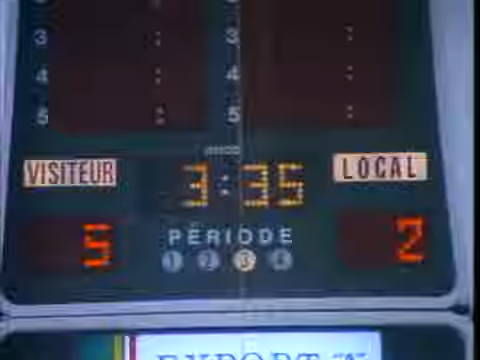 3 : 3 :
4 : 4 :
5 : 5 :
VISITEUR 3:35 LOCAL
5 PÉRIODE 2
1 2 3 4
EXPORT "A"